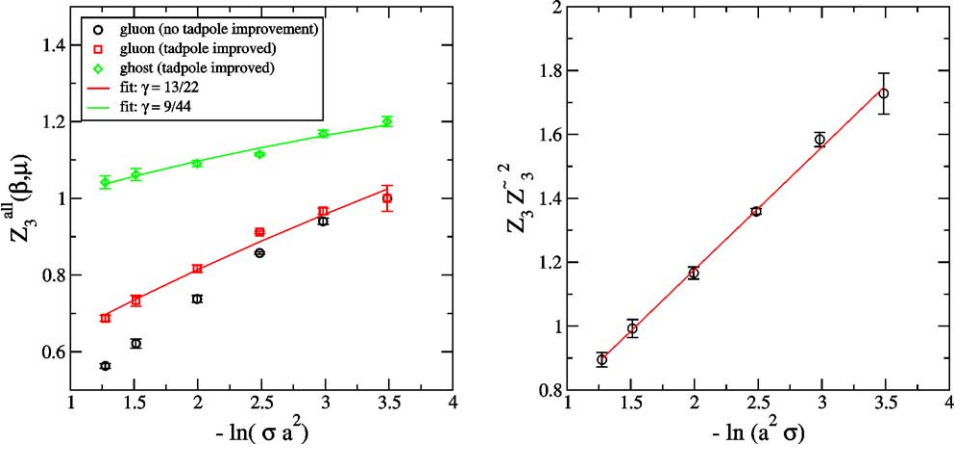 1.4
1.2
1
0.8
0.6
Z₃^all(β,μ)
gluon (no tadpole improvement)
gluon (tadpole improved)
ghost (tadpole improved)
fit: γ = 13/22
fit: γ = 9/44
1 1.5 2 2.5 3 3.5 4
- ln( σ a²)
2
1.8
1.6
1.4
1.2
1
0.8
Z₃ Z̃₃²
1 1.5 2 2.5 3 3.5 4
- ln (a² σ)